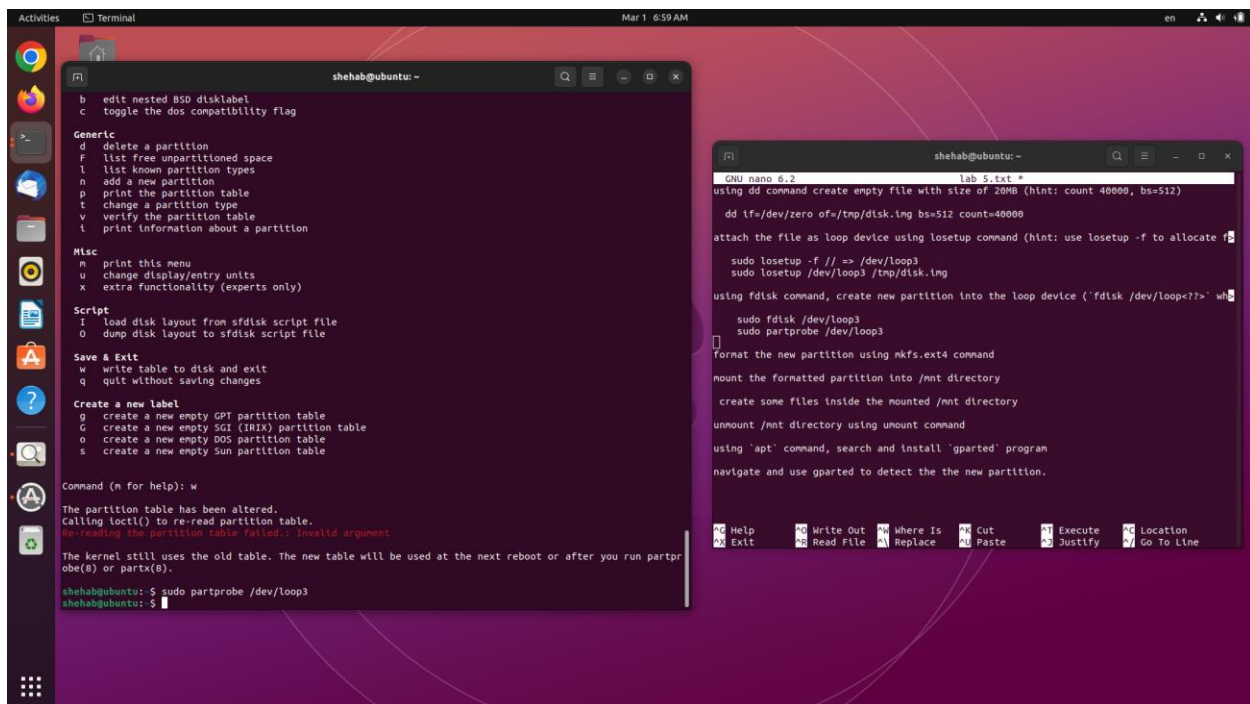 Activities Terminal Mar 1 6:59 AM en
shehab@ubuntu: ~
b edit nested BSD disklabel
c toggle the dos compatibility flag
Generic
d delete a partition
F list free unpartitioned space
l list known partition types
n add a new partition
p print the partition table
t change a partition type
v verify the partition table
i print information about a partition
Misc
m print this menu
u change display/entry units
x extra functionality (experts only)
Script
I load disk layout from sfdisk script file
O dump disk layout to sfdisk script file
Save & Exit
w write table to disk and exit
q quit without saving changes
Create a new label
g create a new empty GPT partition table
G create a new empty SGI (IRIX) partition table
o create a new empty DOS partition table
s create a new empty Sun partition table
Command (m for help): w
The partition table has been altered.
Calling ioctl() to re-read partition table.
Re-reading the partition table failed.: Invalid argument
The kernel still uses the old table. The new table will be used at the next reboot or after you run partpr
obe(8) or partx(8).
shehab@ubuntu:~$ sudo partprobe /dev/loop3
shehab@ubuntu:~$
shehab@ubuntu: ~
GNU nano 6.2 lab 5.txt *
using dd command create empty file with size of 20MB (hint: count 40000, bs=512)
dd if=/dev/zero of=/tmp/disk.img bs=512 count=40000
attach the file as loop device using losetup command (hint: use losetup -f to allocate f>
sudo losetup -f // => /dev/loop3
sudo losetup /dev/loop3 /tmp/disk.img
using fdisk command, create new partition into the loop device (`fdisk /dev/loop<??>` wh>
sudo fdisk /dev/loop3
sudo partprobe /dev/loop3
format the new partition using mkfs.ext4 command
mount the formatted partition into /mnt directory
create some files inside the mounted /mnt directory
unmount /mnt directory using umount command
using `apt` command, search and install `gparted` program
navigate and use gparted to detect the the new partition.
^G Help ^O Write Out ^W Where Is ^K Cut ^T Execute ^C Location
^X Exit ^R Read File ^\ Replace ^U Paste ^J Justify ^/ Go To Line